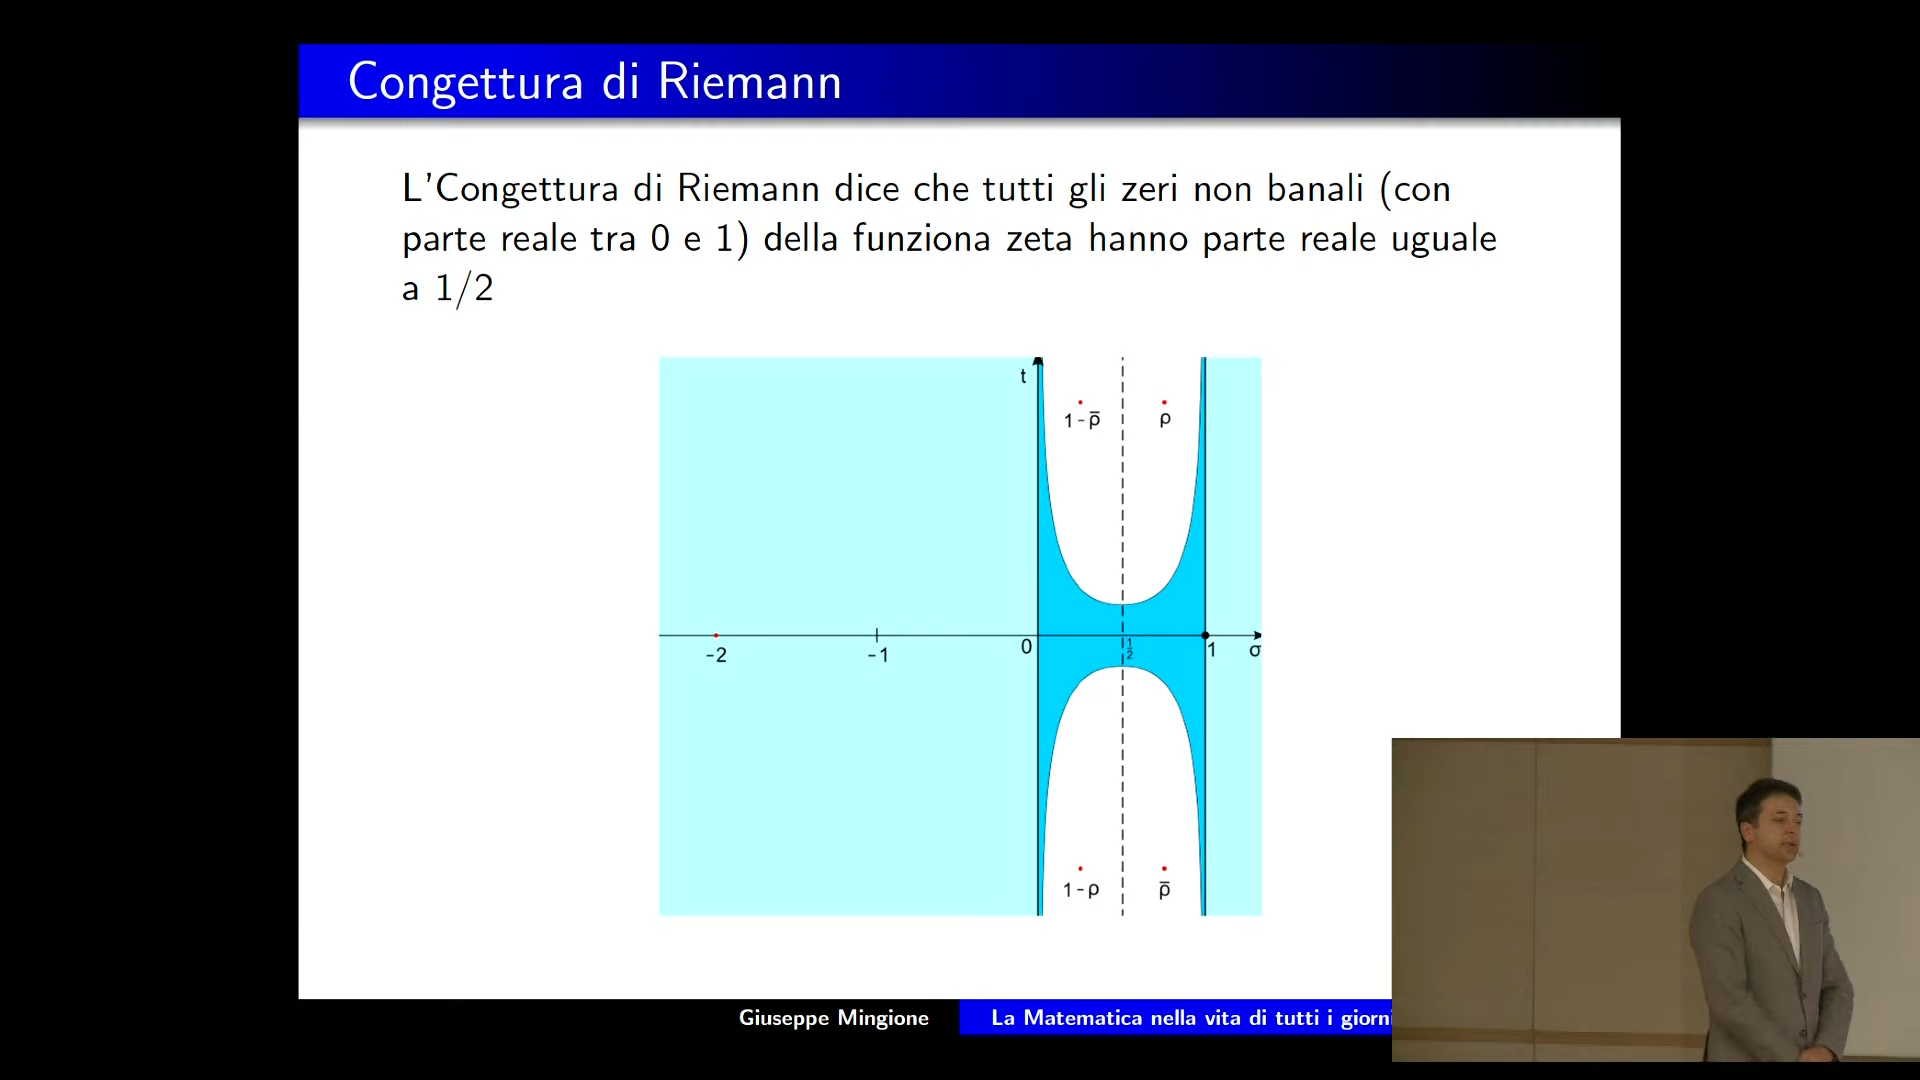 Congettura di Riemann
L'Congettura di Riemann dice che tutti gli zeri non banali (con
parte reale tra 0 e 1) della funziona zeta hanno parte reale uguale
a 1/2
t
1-ρ̅ ρ
-2 -1 0 ½ 1 σ
1-ρ ρ̅
Giuseppe Mingione La Matematica nella vita di tutti i giorni